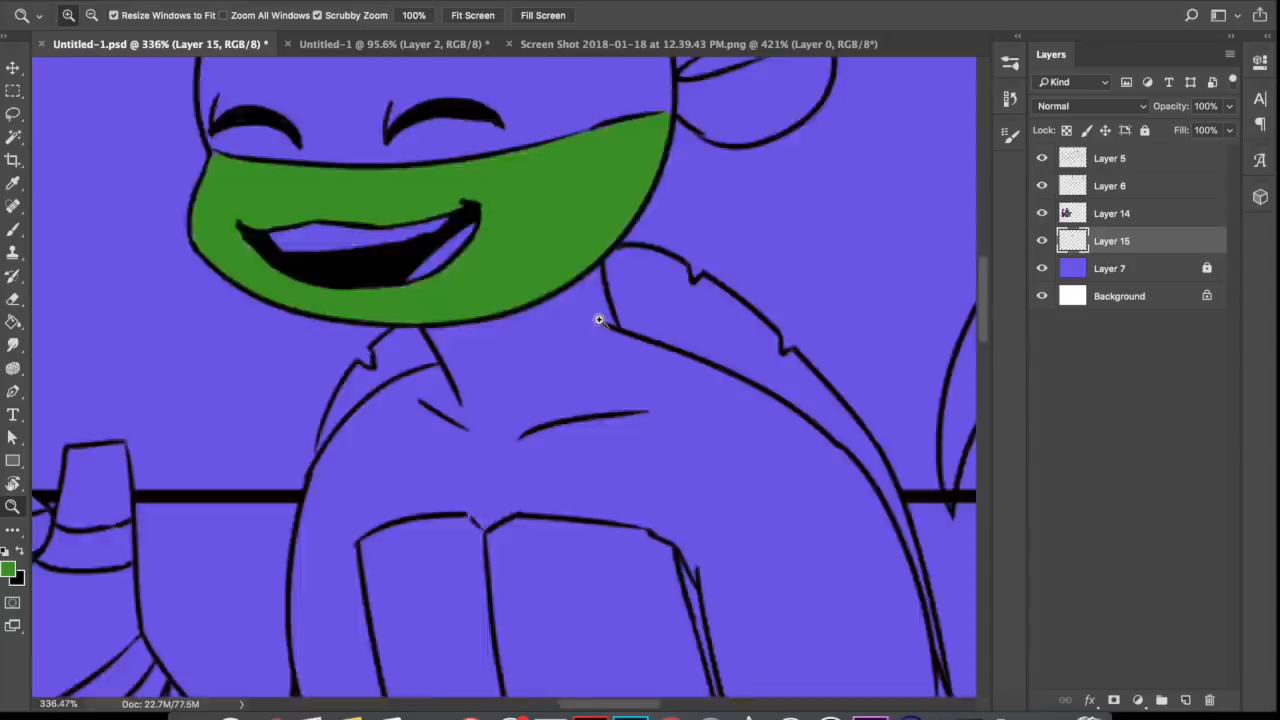 Resize Windows to Fit Zoom All Windows Scrubby Zoom 100% Fit Screen Fill Screen
Untitled-1.psd @ 336% (Layer 15, RGB/8) * Untitled-1 @ 95.6% (Layer 2, RGB/8) * Screen Shot 2018-01-18 at 12.39.43 PM.png @ 421% (Layer 0, RGB/8*)
Layers
Kind
Normal Opacity: 100%
Lock: Fill: 100%
Layer 5
Layer 6
Layer 14
Layer 15
Layer 7
Background
336.47% Doc: 22.7M/77.5M